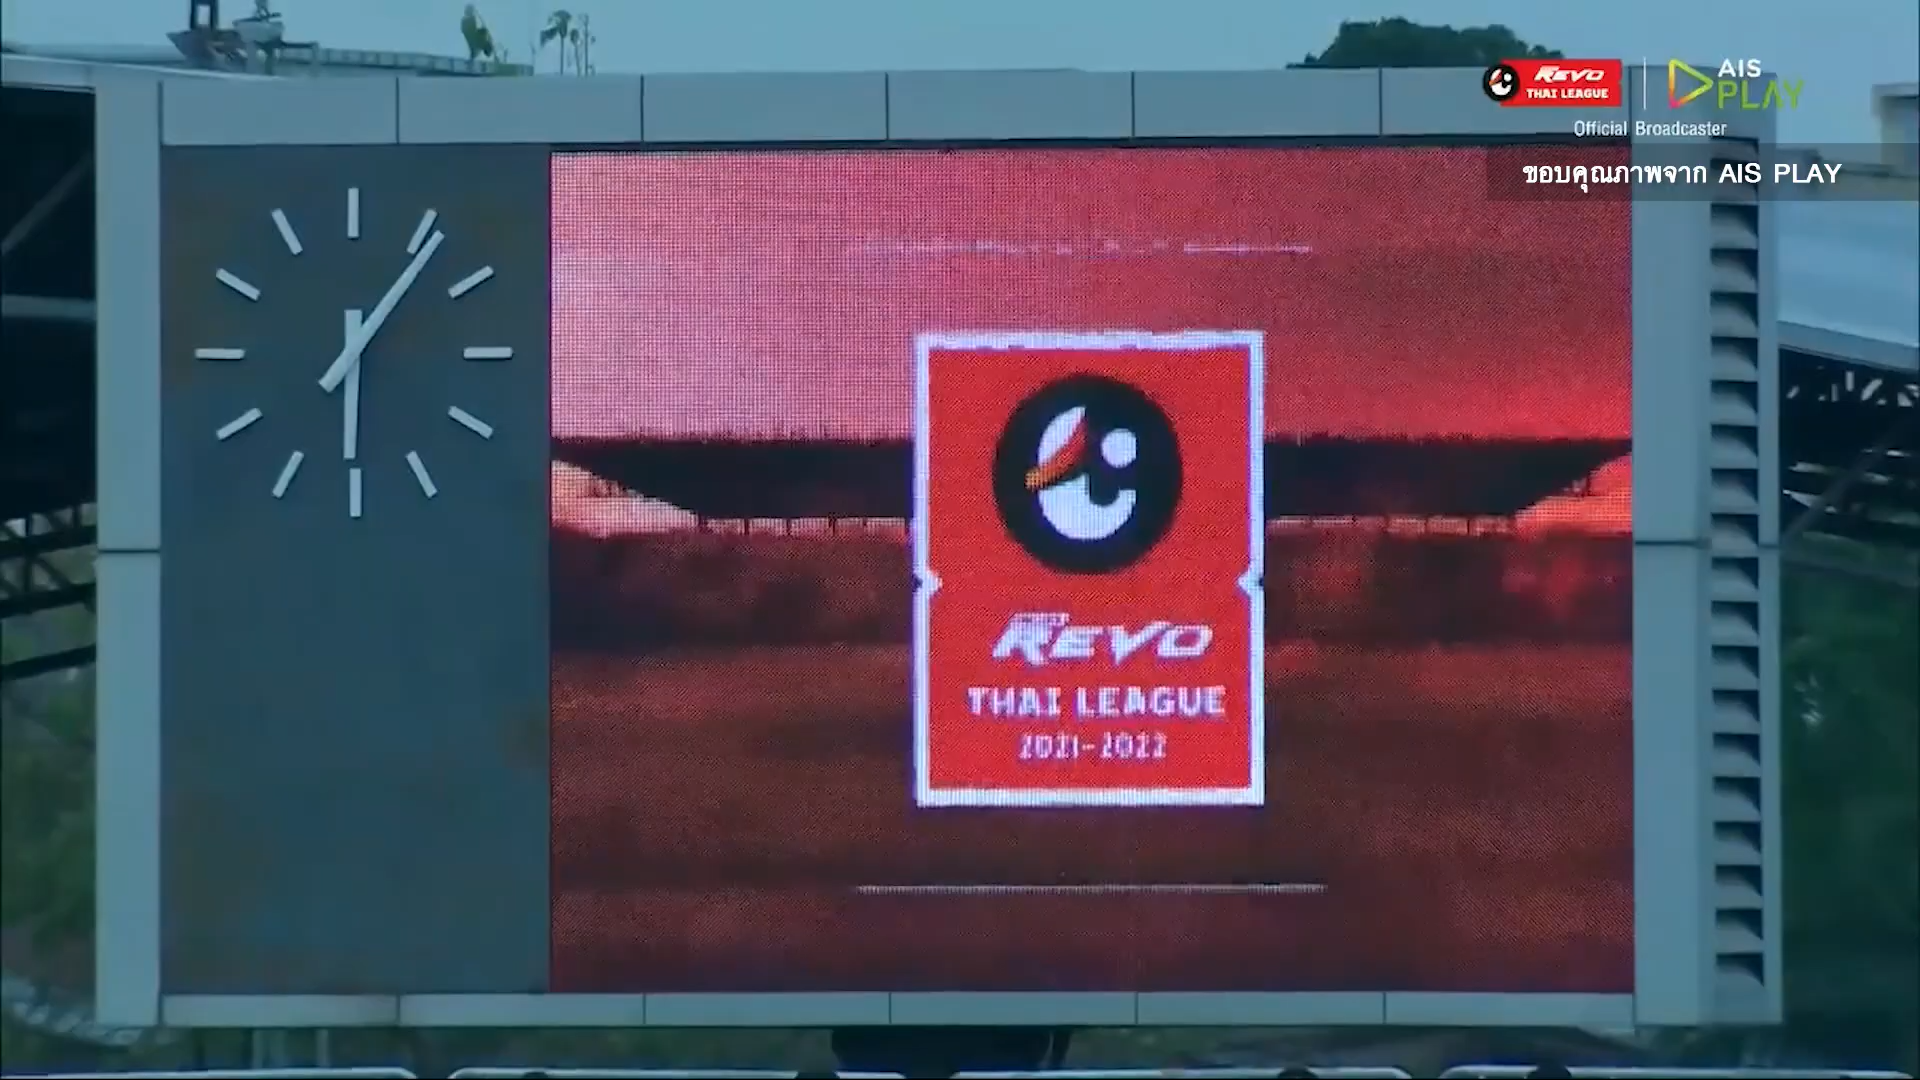 REVO
THAI LEAGUE
AIS
PLAY
Official Broadcaster
ขอบคุณภาพจาก AIS PLAY
REVO
THAI LEAGUE
2021-2022